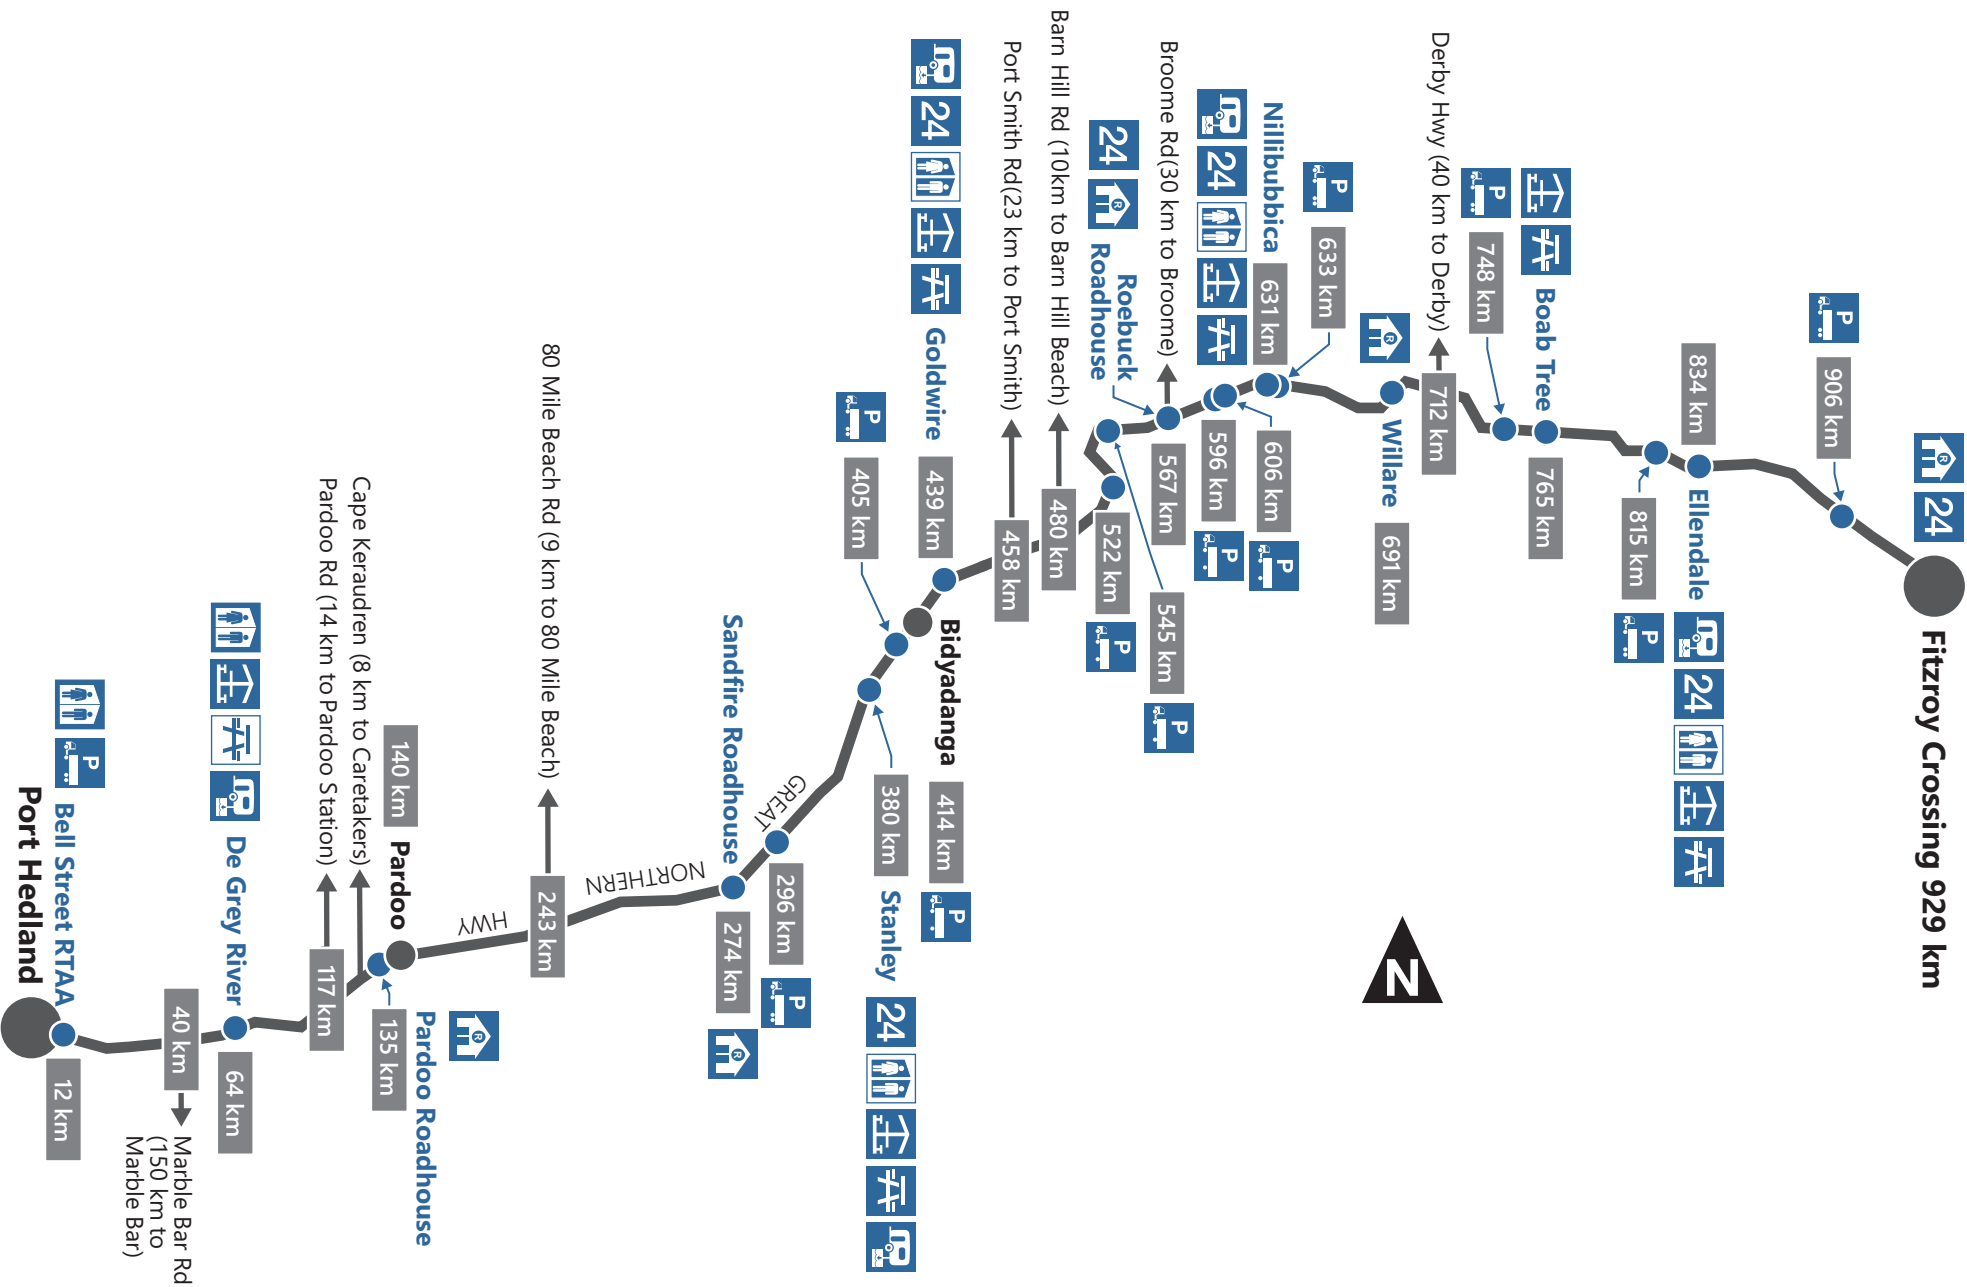 Fitzroy Crossing 929 km
24
R
906 km
P
834 km
Ellendale
24
815 km
P
Boab Tree
765 km
748 km
P
Derby Hwy (40 km to Derby)
712 km
R
Willare
691 km
P
633 km
Nillibubbica
631 km
24
606 km
P
596 km
P
Broome Rd(30 km to Broome)
567 km
Roebuck
Roadhouse
24
R
545 km
P
522 km
P
Barn Hill Rd (10km to Barn Hill Beach)
480 km
Port Smith Rd(23 km to Port Smith)
458 km
Goldwire
439 km
24
Bidyadanga
414 km
P
405 km
P
380 km
Stanley
24
GREAT
NORTHERN
HWY
296 km
P
Sandfire Roadhouse
274 km
R
80 Mile Beach Rd (9 km to 80 Mile Beach)
243 km
140 km
Pardoo
Pardoo Roadhouse
135 km
R
Cape Keraudren (8 km to Caretakers)
Pardoo Rd (14 km to Pardoo Station)
117 km
De Grey River
64 km
40 km
Marble Bar Rd
(150 km to
Marble Bar)
P
Bell Street RTAA
12 km
Port Hedland
N